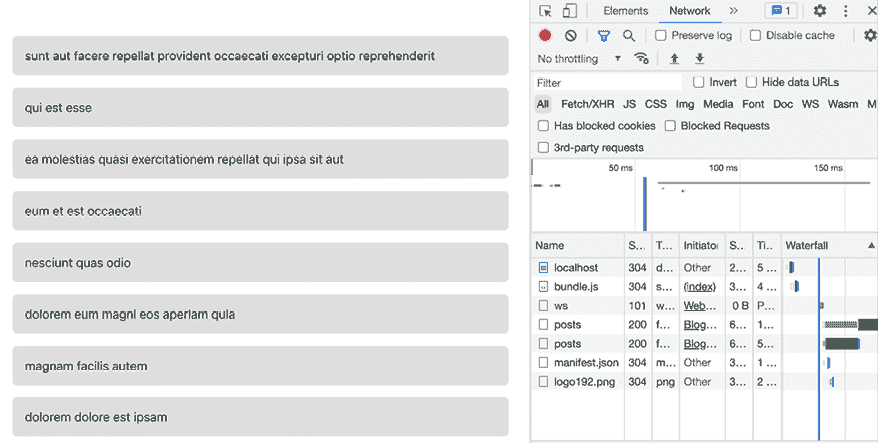 sunt aut facere repellat provident occaecati excepturi optio reprehenderit
qui est esse
ea molestias quasi exercitationem repellat qui ipsa sit aut
eum et est occaecati
nesciunt quas odio
dolorem eum magni eos aperiam quia
magnam facilis autem
dolorem dolore est ipsam
Elements Network » 1
Preserve log Disable cache
No throttling
Filter Invert Hide data URLs
All Fetch/XHR JS CSS Img Media Font Doc WS Wasm M
Has blocked cookies Blocked Requests
3rd-party requests
50 ms 100 ms 150 ms
Name S... T... Initiator S... Ti... Waterfall
localhost 304 d... Other 2... 5 ...
bundle.js 304 s... (index) 3... 4 ...
ws 101 w... Web... 0 B P...
posts 200 f... Blog... 6... 1...
posts 200 f... Blog... 6... 5...
manifest.json 304 m... Other 3... 1 ...
logo192.png 304 png Other 3... 2 ...